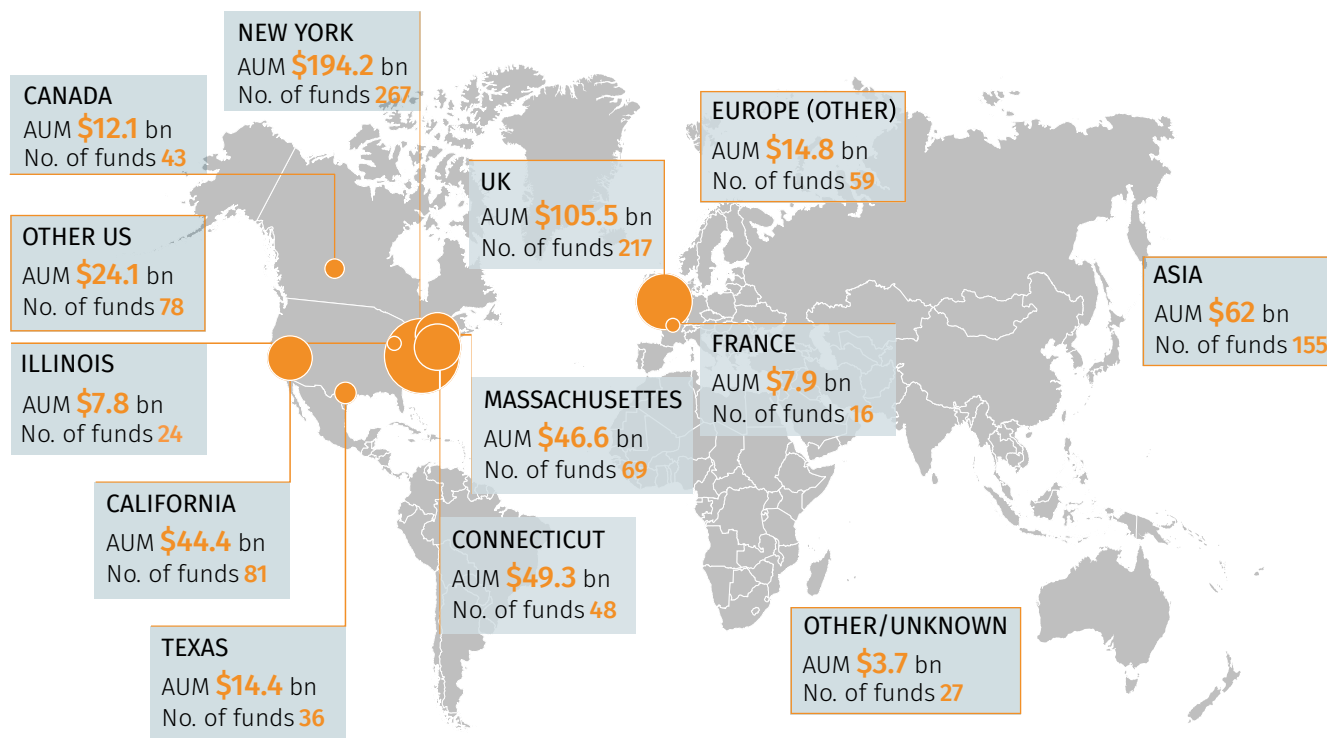 NEW YORK
AUM $194.2 bn
No. of funds 267
CANADA
AUM $12.1 bn
No. of funds 43
EUROPE (OTHER)
AUM $14.8 bn
No. of funds 59
UK
AUM $105.5 bn
No. of funds 217
OTHER US
AUM $24.1 bn
No. of funds 78
ASIA
AUM $62 bn
No. of funds 155
ILLINOIS
AUM $7.8 bn
No. of funds 24
FRANCE
AUM $7.9 bn
No. of funds 16
MASSACHUSETTES
AUM $46.6 bn
No. of funds 69
CALIFORNIA
AUM $44.4 bn
No. of funds 81
CONNECTICUT
AUM $49.3 bn
No. of funds 48
OTHER/UNKNOWN
AUM $3.7 bn
No. of funds 27
TEXAS
AUM $14.4 bn
No. of funds 36